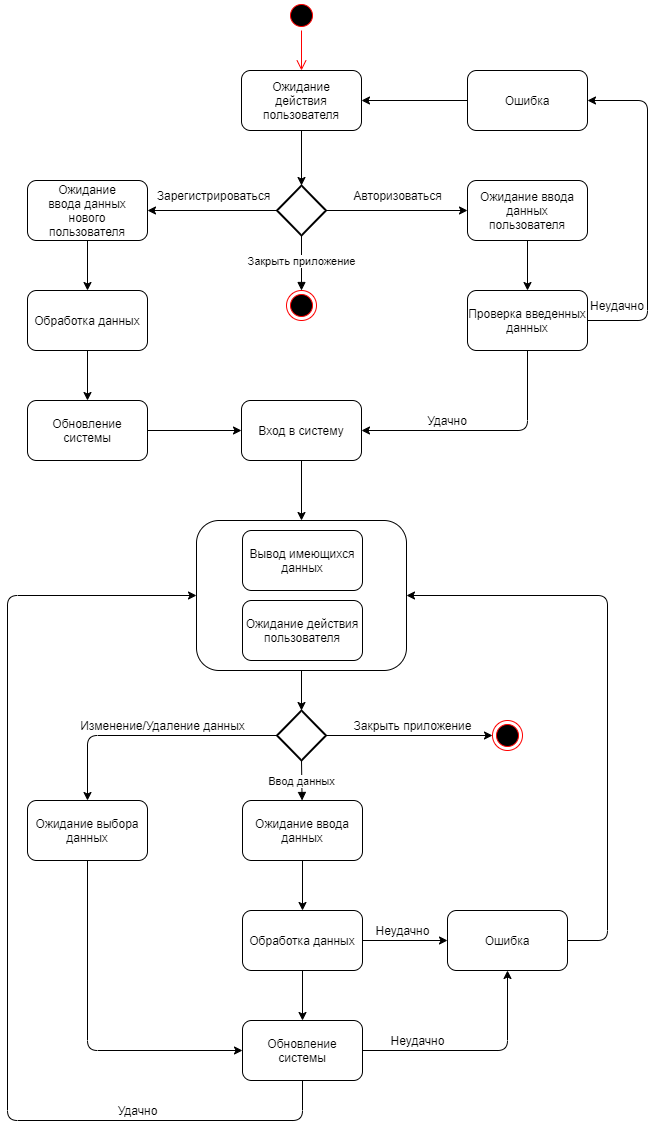 Ожидание
действия
пользователя
Ошибка
Зарегистрироваться
Авторизоваться
Ожидание
ввода данных
нового
пользователя
Ожидание ввода
данных
пользователя
Закрыть приложение
Обработка данных
Проверка введенных
данных
Неудачно
Обновление
системы
Вход в систему
Удачно
Вывод имеющихся
данных
Ожидание действия
пользователя
Изменение/Удаление данных
Закрыть приложение
Ввод данных
Ожидание выбора
данных
Ожидание ввода
данных
Обработка данных
Неудачно
Ошибка
Обновление
системы
Неудачно
Удачно